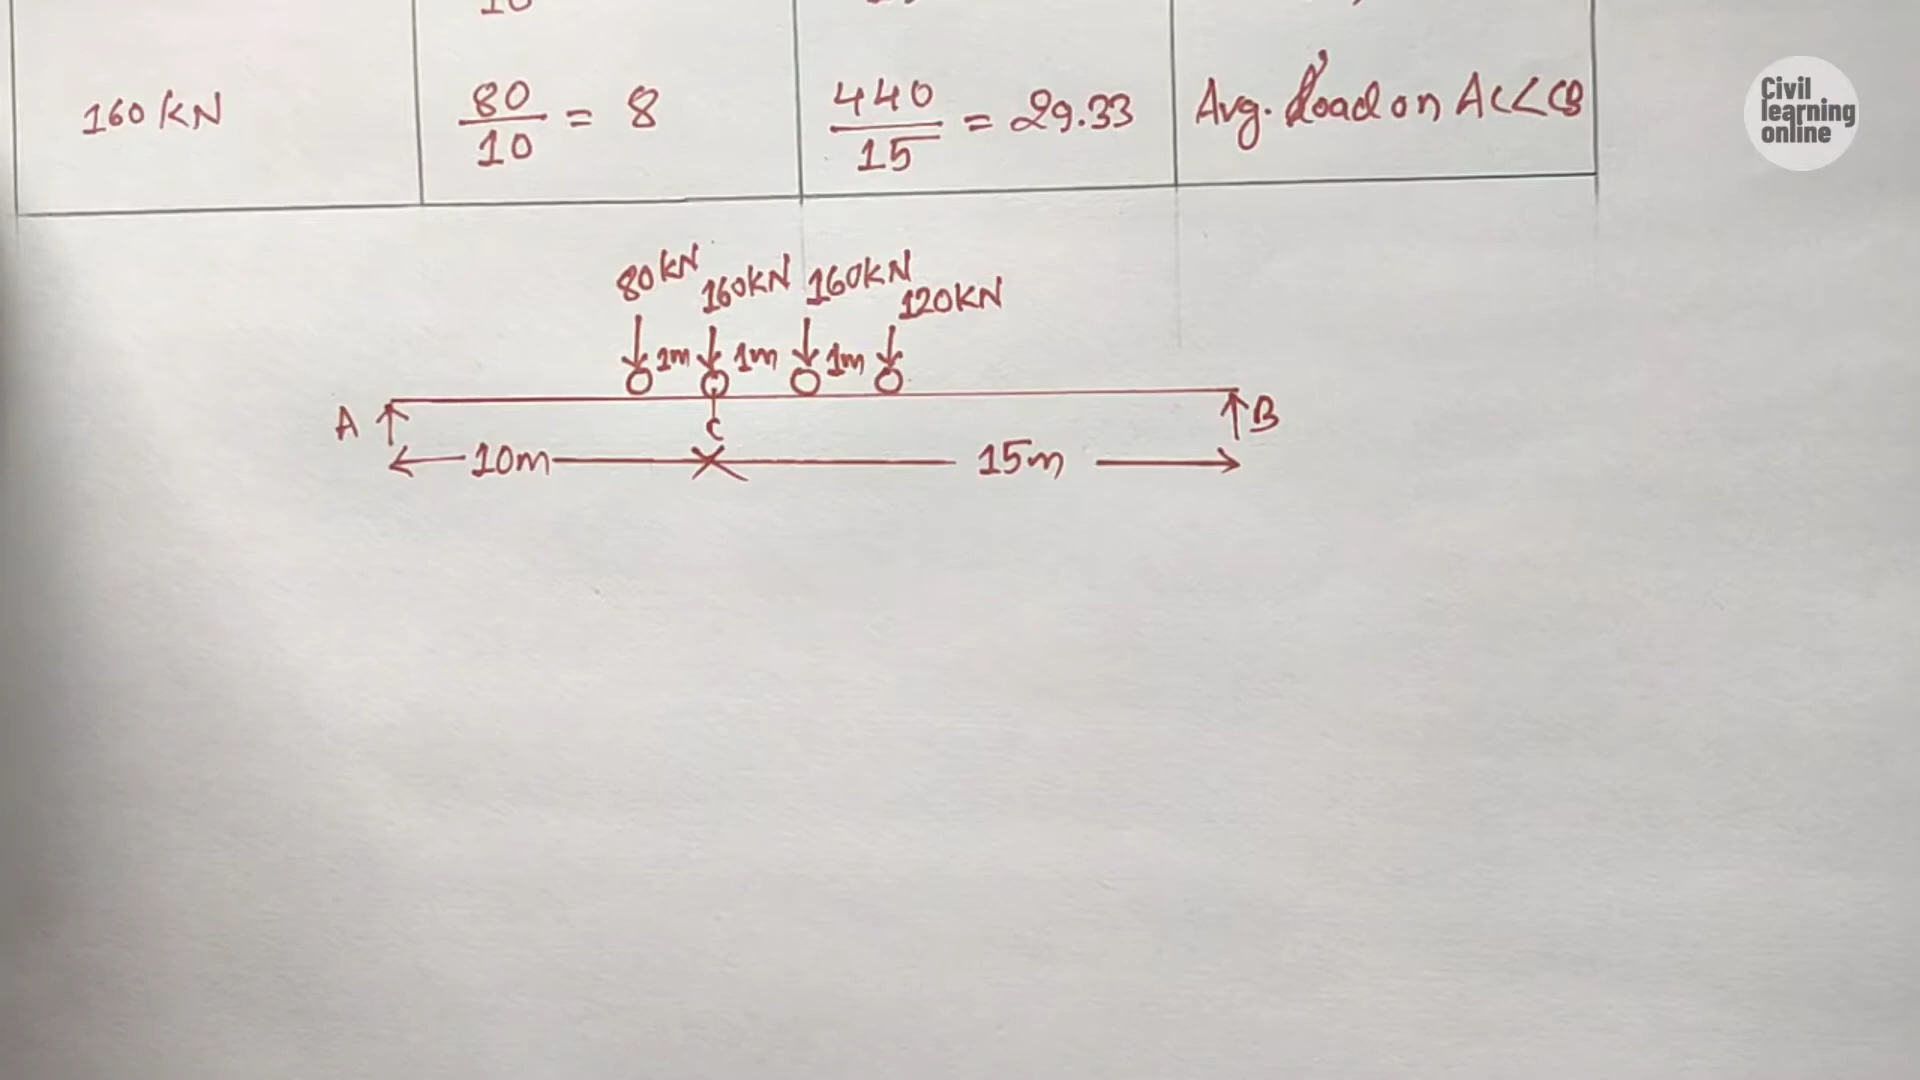 160 KN
80/10 = 8
440/15 = 29.33
Avg. load on AC<CB
Civil
learning
online
80KN 160KN 160KN 120KN
1m 1m 1m
A C B
10m 15m